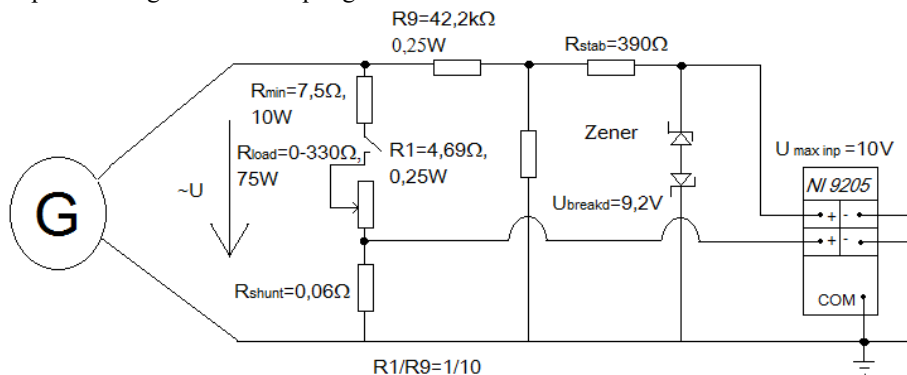 R9=42,2kΩ
0,25W
Rstab=390Ω
Rmin=7,5Ω,
10W
Zener
U max inp =10V
Rload=0-330Ω,
75W
R1=4,69Ω,
0,25W
NI 9205
~U
G
Ubreakd=9,2V
+ -
+ -
Rshunt=0,06Ω
COM
R1/R9=1/10